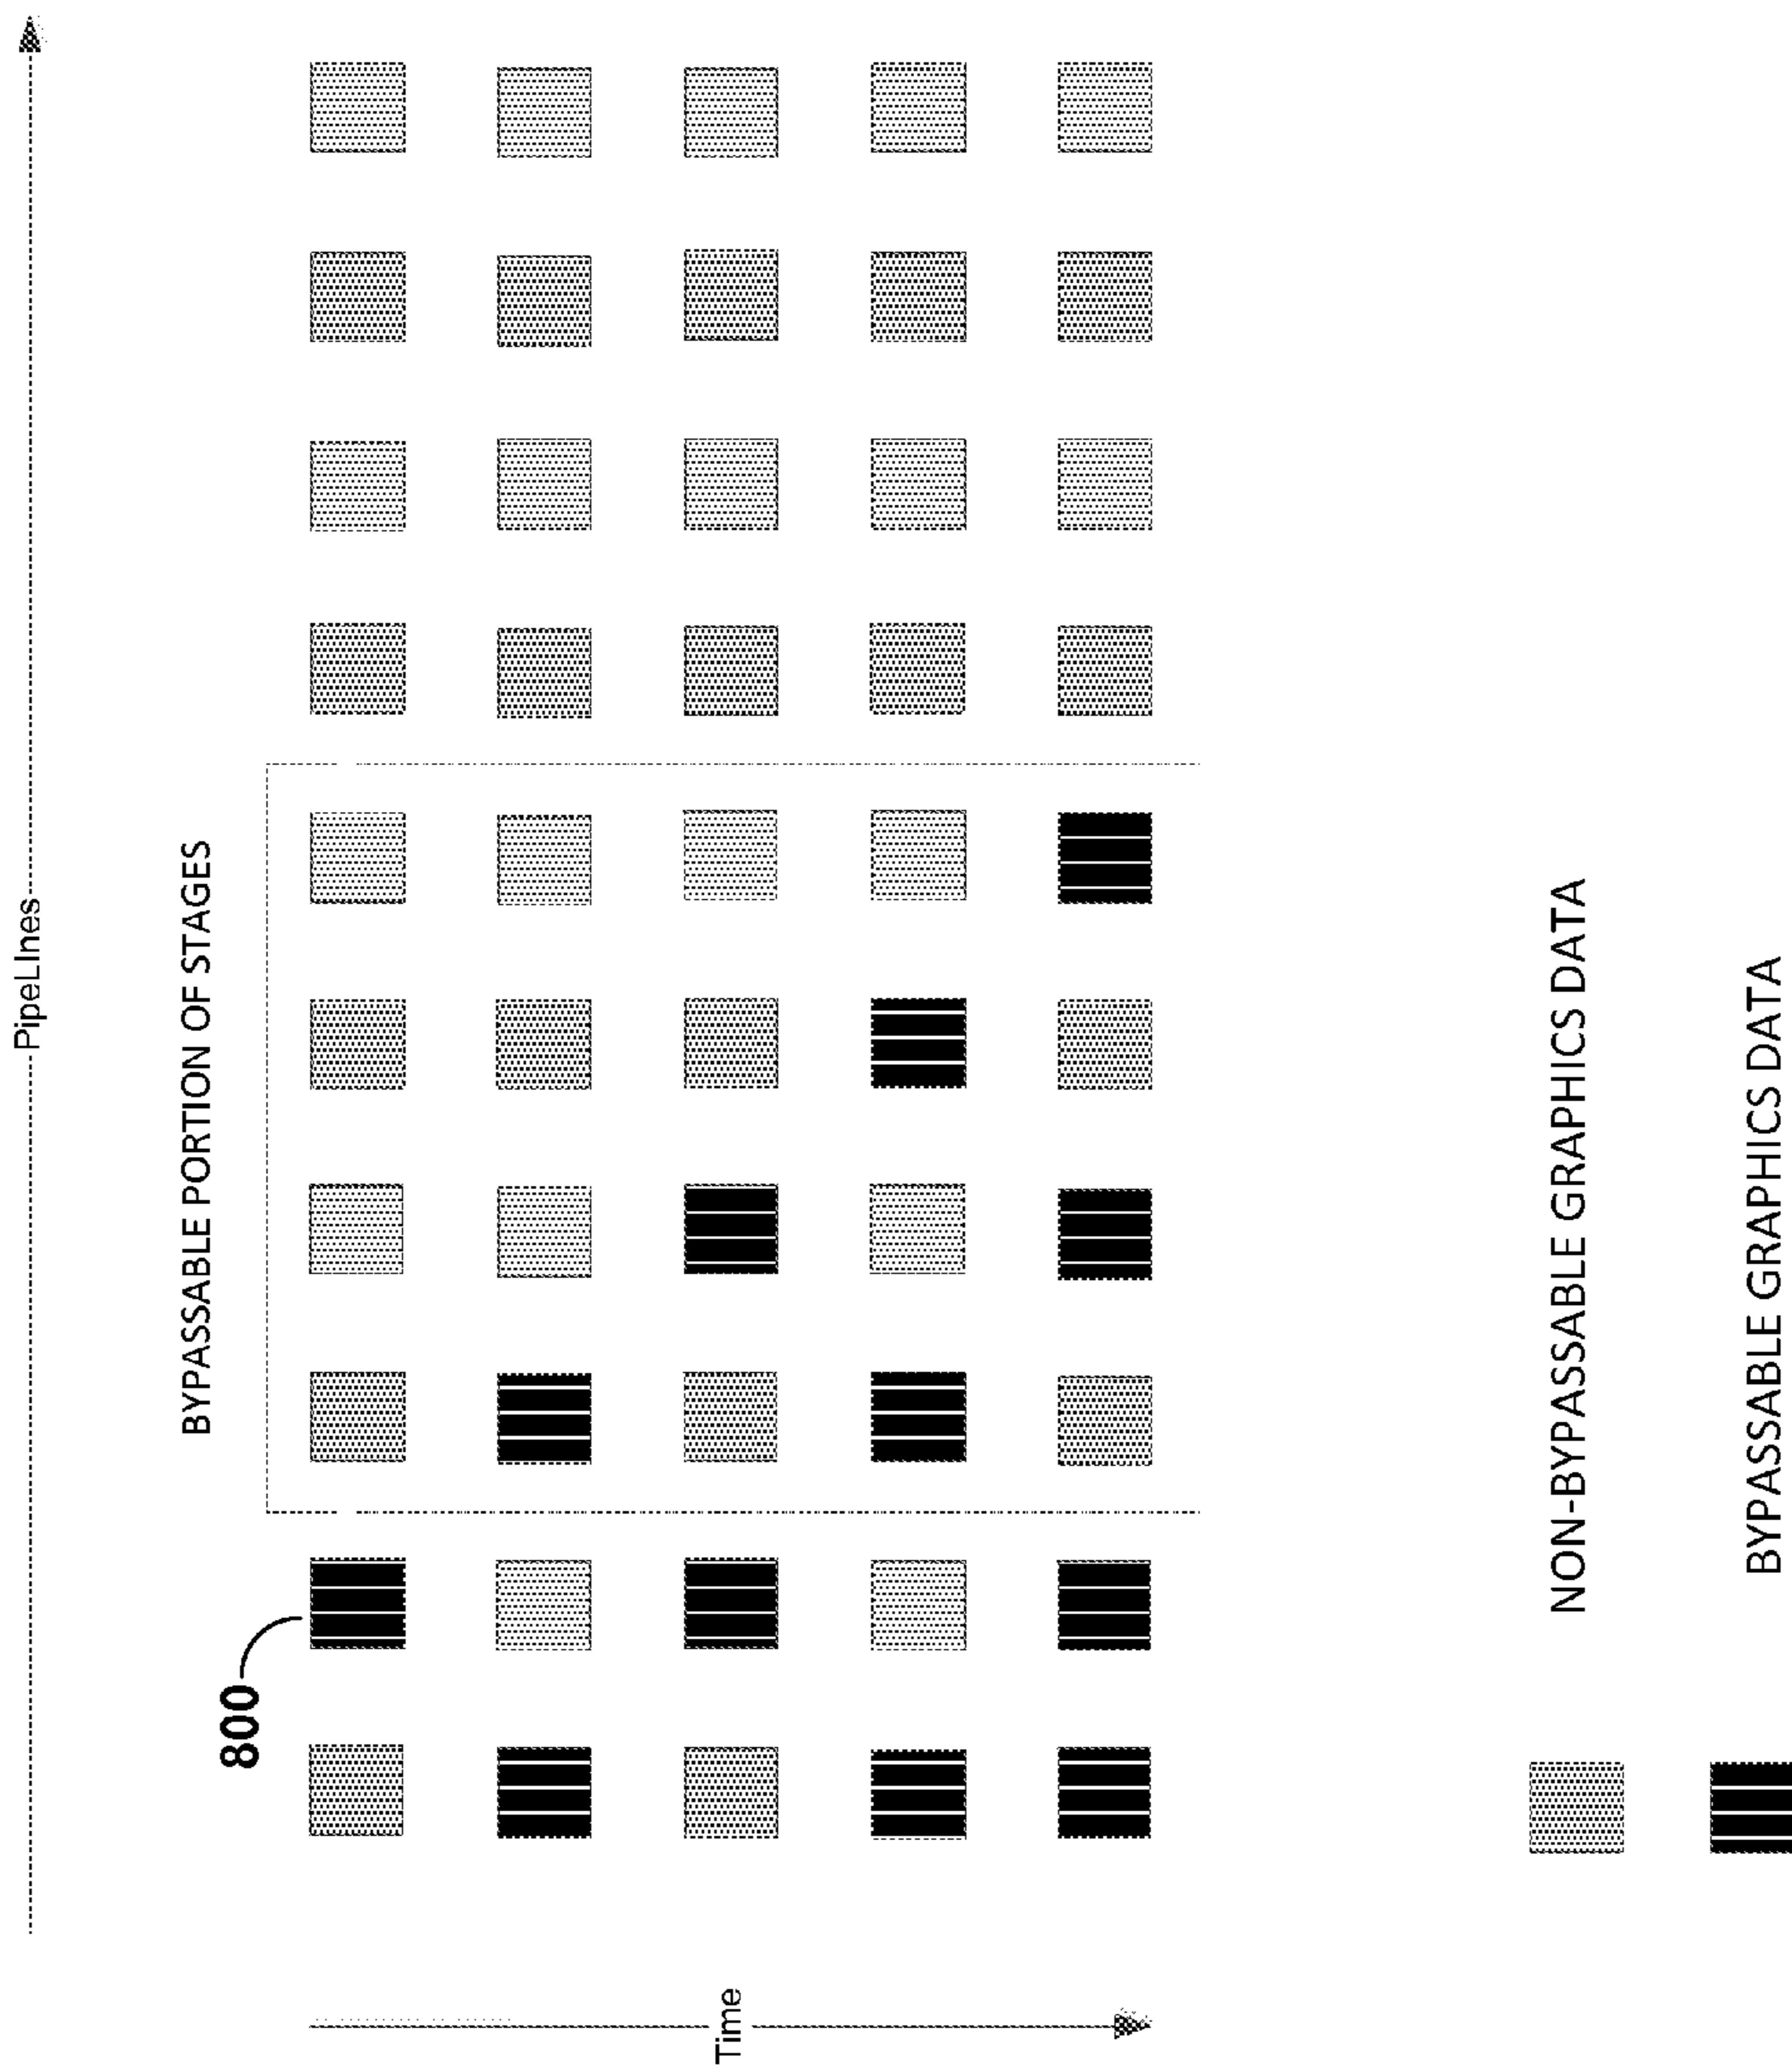 PipeLInes
BYPASSABLE PORTION OF STAGES
800
Time
NON-BYPASSABLE GRAPHICS DATA
BYPASSABLE GRAPHICS DATA